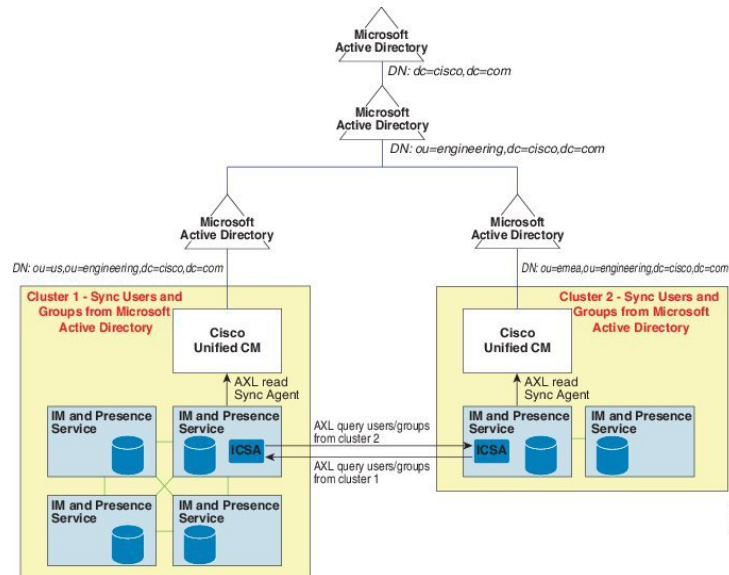 Microsoft
Active Directory
DN: dc=cisco,dc=com
Microsoft
Active Directory
DN: ou=engineering,dc=cisco,dc=com
Microsoft
Active Directory
Microsoft
Active Directory
DN: ou=us,ou=engineering,dc=cisco,dc=com
DN: ou=emea,ou=engineering,dc=cisco,dc=com
Cluster 1 - Sync Users and
Groups from Microsoft
Active Directory
Cisco
Unified CM
AXL read
Sync Agent
IM and Presence
Service
IM and Presence
Service
ICSA
IM and Presence
Service
IM and Presence
Service
AXL query users/groups
from cluster 2
AXL query users/groups
from cluster 1
Cluster 2 - Sync Users and
Groups from Microsoft
Active Directory
Cisco
Unified CM
AXL read
Sync Agent
IM and Presence
Service
ICSA
IM and Presence
Service